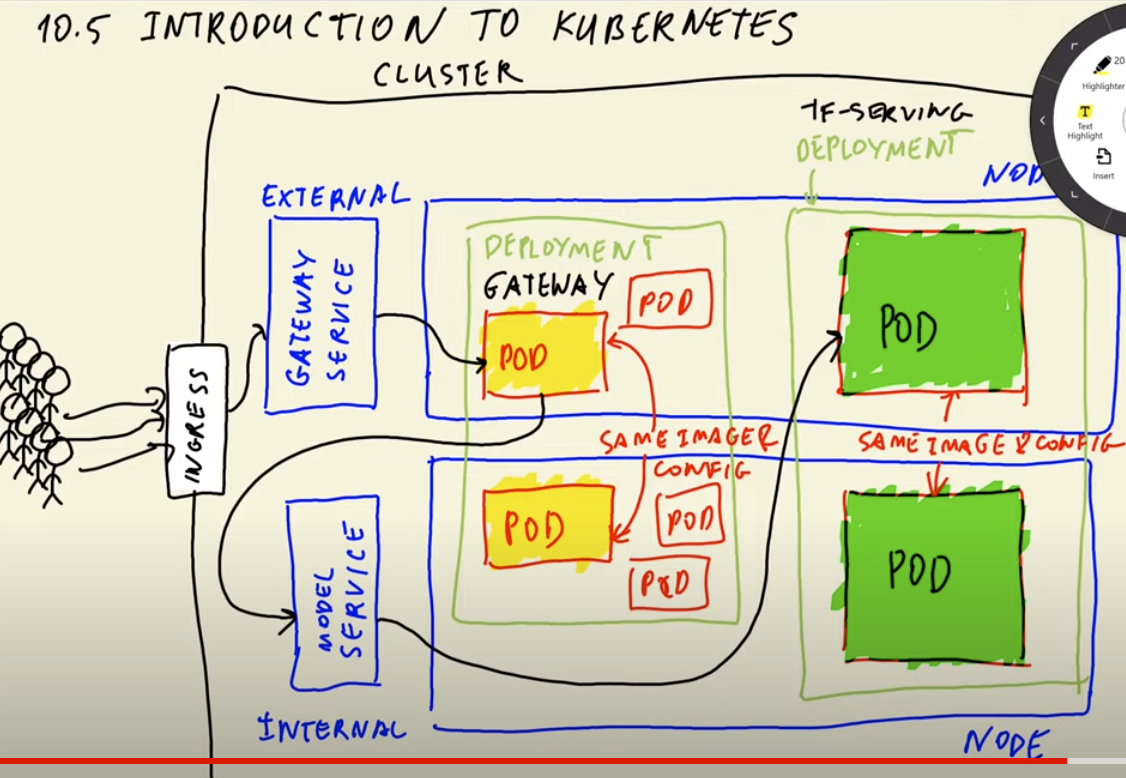 10.5 INTRODUCTION TO KUBERNETES
CLUSTER
20
Highlighter
T
Text
Highlight
Insert
TF-SERVING
DEPLOYMENT
NOD
EXTERNAL
GATEWAY
SERVICE
DEPLOYMENT
GATEWAY
POD
POD
POD
INGRESS
SAME IMAGE &
CONFIG
SAME IMAGE & CONFIG
POD
POD
POD
POD
MODEL
SERVICE
INTERNAL
NODE